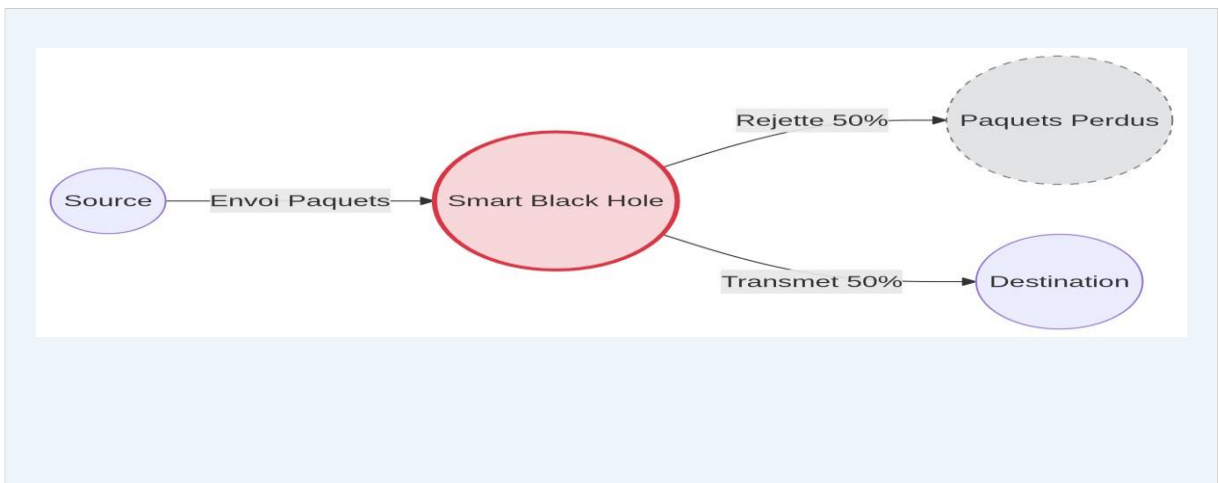 Source
Envoi Paquets
Smart Black Hole
Rejette 50%
Paquets Perdus
Transmet 50%
Destination